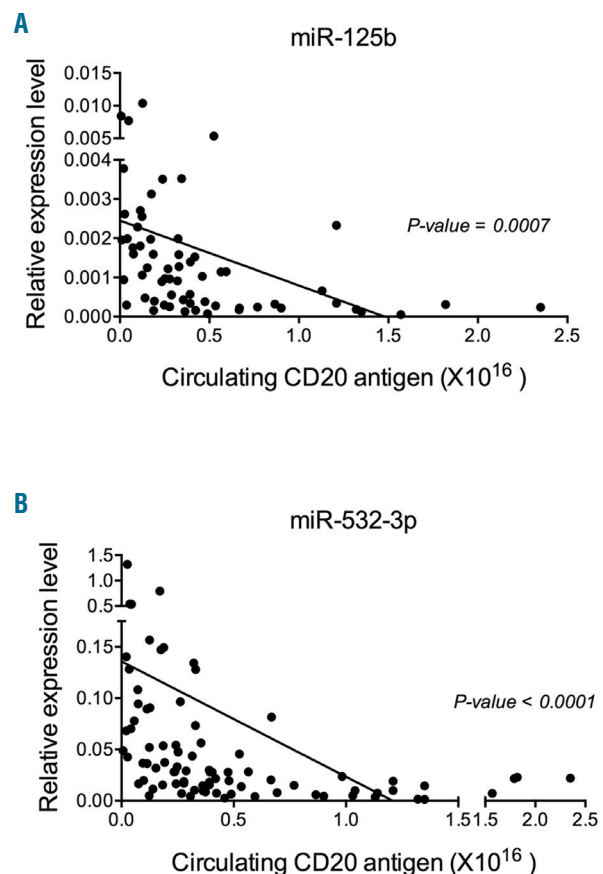 A
miR-125b
Relative expression level
0.015
0.010
0.005
0.004
0.003
0.002
0.001
0.000
P-value = 0.0007
0.0 0.5 1.0 1.5 2.0 2.5
Circulating CD20 antigen (X10¹⁶ )
B
miR-532-3p
Relative expression level
1.5
1.0
0.5
0.15
0.10
0.05
0.00
P-value < 0.0001
0.0 0.5 1.0 1.5 1.5 2.0 2.5
Circulating CD20 antigen (X10¹⁶ )